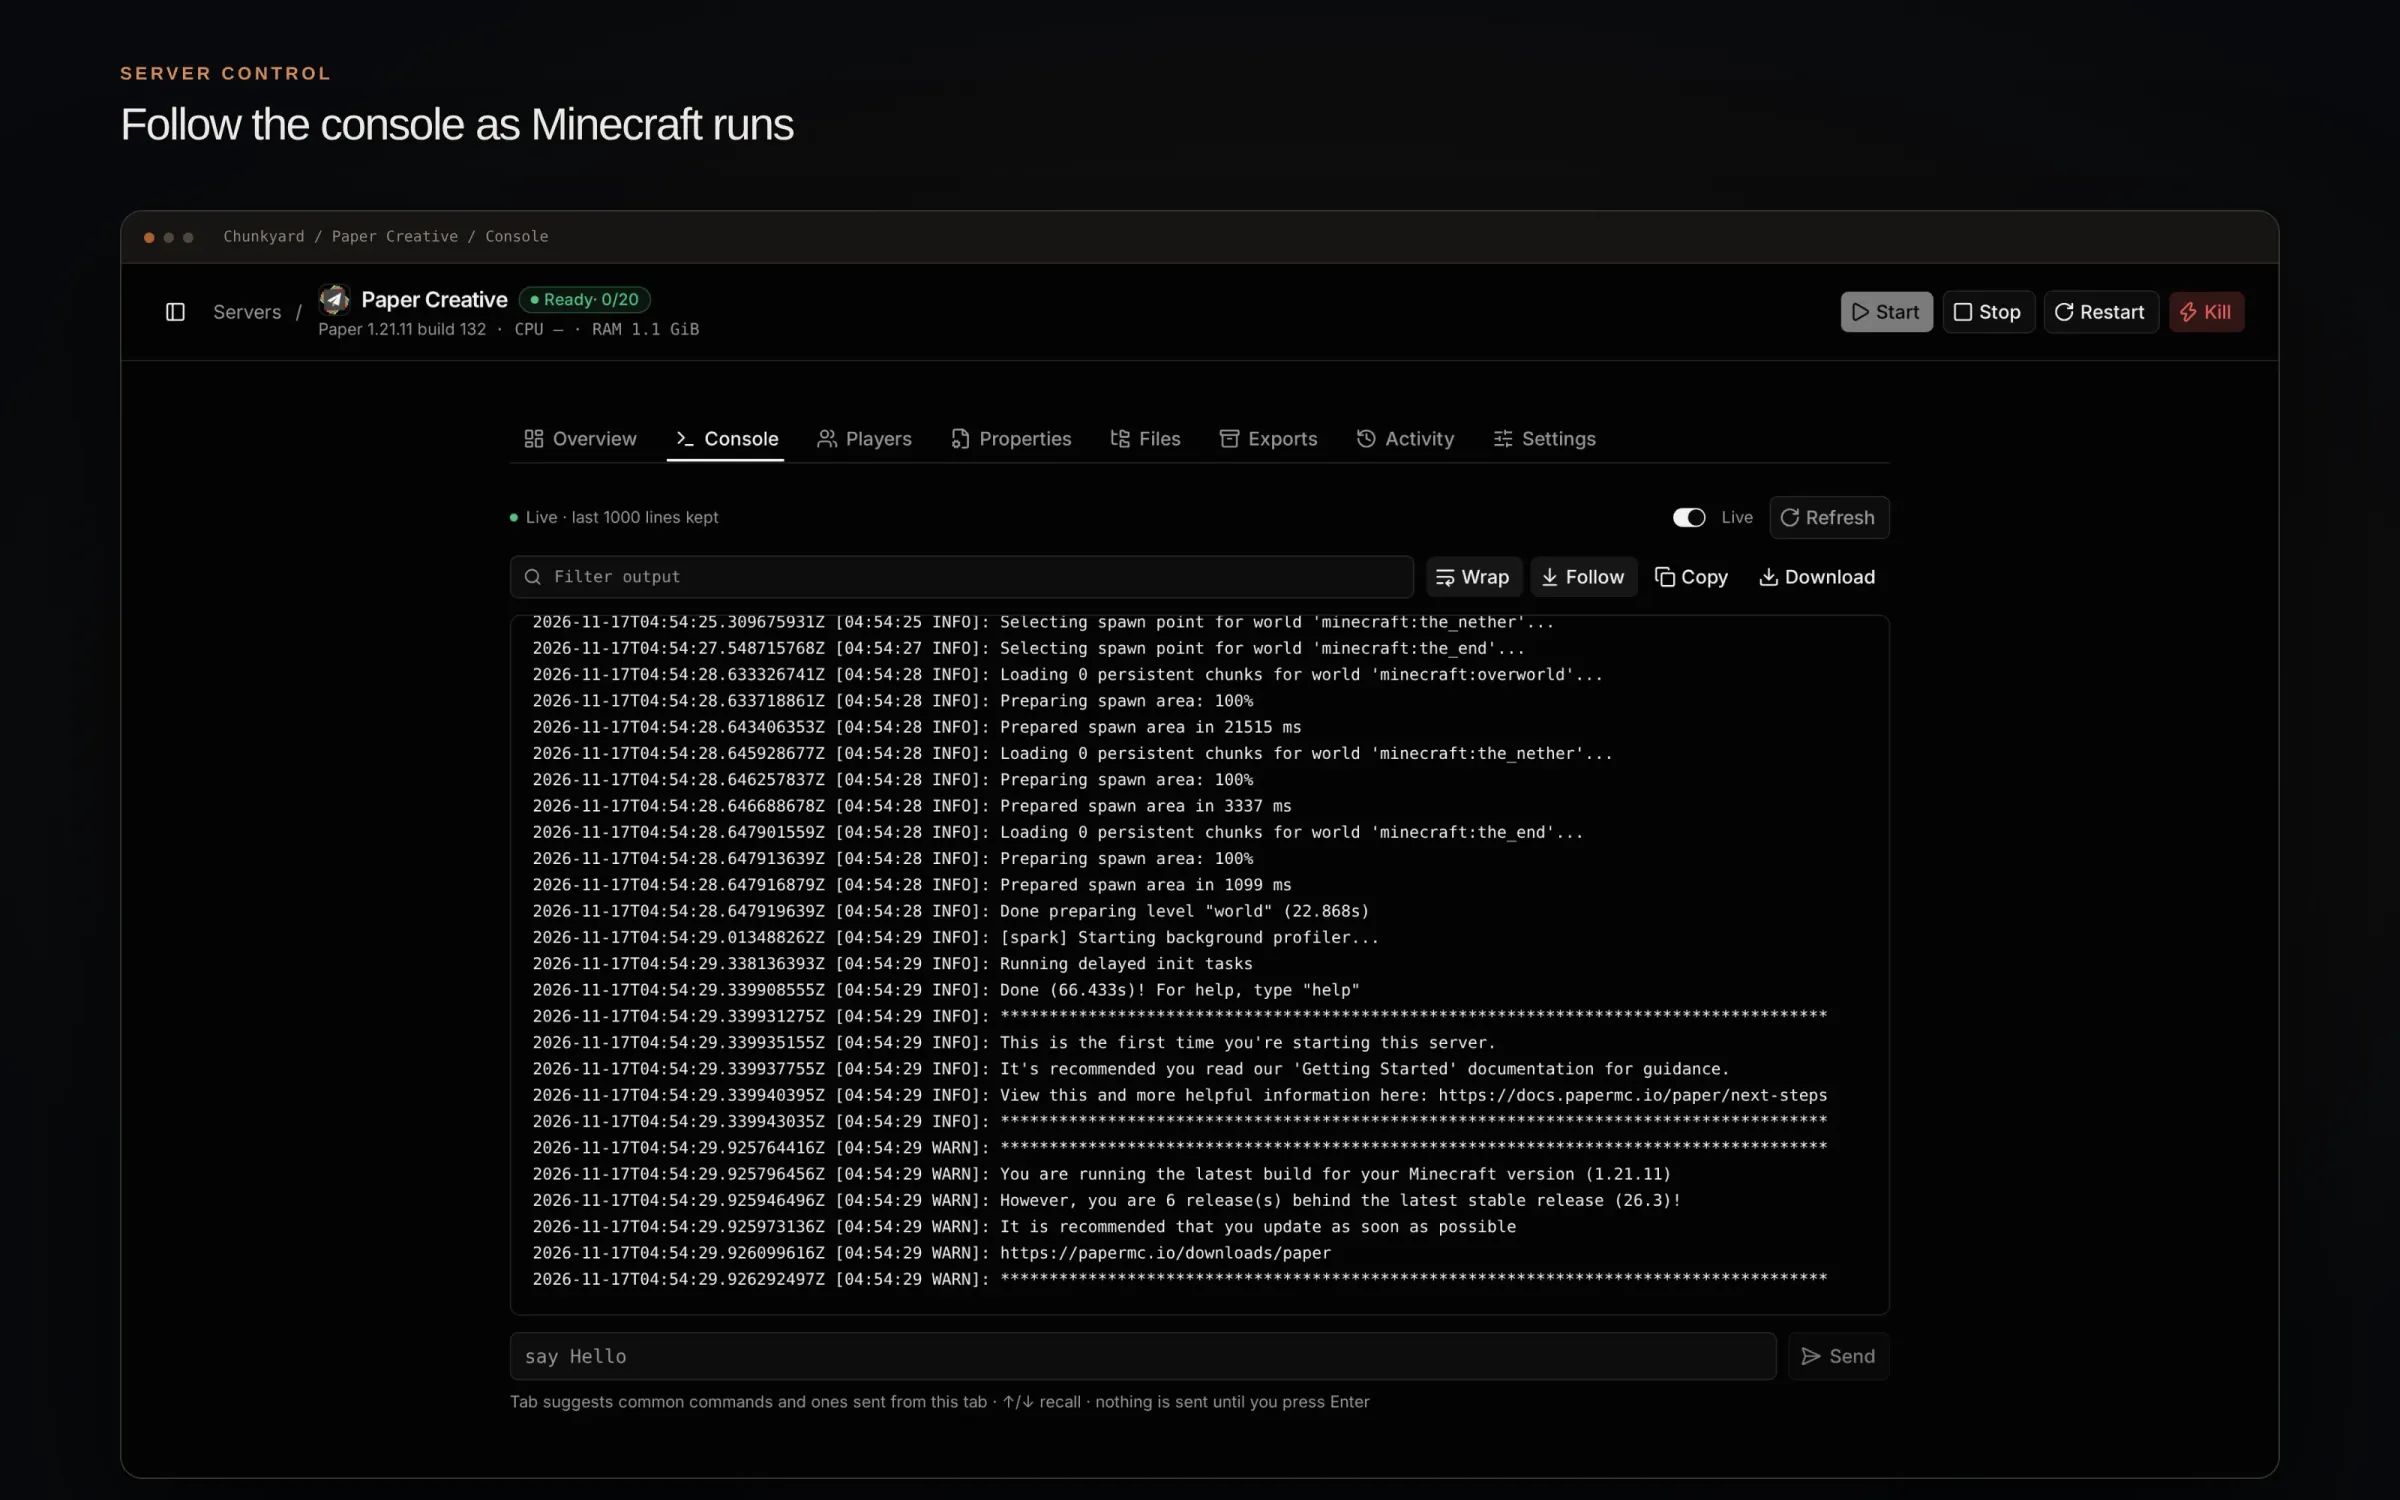 SERVER CONTROL
Follow the console as Minecraft runs
Chunkyard / Paper Creative / Console
Servers / Paper Creative Ready· 0/20
Paper 1.21.11 build 132 · CPU — · RAM 1.1 GiB
Start Stop Restart Kill
Overview Console Players Properties Files Exports Activity Settings
Live · last 1000 lines kept Live Refresh
Filter output Wrap Follow Copy Download
2026-11-17T04:54:25.309675931Z [04:54:25 INFO]: Selecting spawn point for world 'minecraft:the_nether'...
2026-11-17T04:54:27.548715768Z [04:54:27 INFO]: Selecting spawn point for world 'minecraft:the_end'...
2026-11-17T04:54:28.633326741Z [04:54:28 INFO]: Loading 0 persistent chunks for world 'minecraft:overworld'...
2026-11-17T04:54:28.633718861Z [04:54:28 INFO]: Preparing spawn area: 100%
2026-11-17T04:54:28.643406353Z [04:54:28 INFO]: Prepared spawn area in 21515 ms
2026-11-17T04:54:28.645928677Z [04:54:28 INFO]: Loading 0 persistent chunks for world 'minecraft:the_nether'...
2026-11-17T04:54:28.646257837Z [04:54:28 INFO]: Preparing spawn area: 100%
2026-11-17T04:54:28.646688678Z [04:54:28 INFO]: Prepared spawn area in 3337 ms
2026-11-17T04:54:28.647901559Z [04:54:28 INFO]: Loading 0 persistent chunks for world 'minecraft:the_end'...
2026-11-17T04:54:28.647913639Z [04:54:28 INFO]: Preparing spawn area: 100%
2026-11-17T04:54:28.647916879Z [04:54:28 INFO]: Prepared spawn area in 1099 ms
2026-11-17T04:54:28.647919639Z [04:54:28 INFO]: Done preparing level "world" (22.868s)
2026-11-17T04:54:29.013488262Z [04:54:29 INFO]: [spark] Starting background profiler...
2026-11-17T04:54:29.338136393Z [04:54:29 INFO]: Running delayed init tasks
2026-11-17T04:54:29.339908555Z [04:54:29 INFO]: Done (66.433s)! For help, type "help"
2026-11-17T04:54:29.339931275Z [04:54:29 INFO]: *************************************************************************************
2026-11-17T04:54:29.339935155Z [04:54:29 INFO]: This is the first time you're starting this server.
2026-11-17T04:54:29.339937755Z [04:54:29 INFO]: It's recommended you read our 'Getting Started' documentation for guidance.
2026-11-17T04:54:29.339940395Z [04:54:29 INFO]: View this and more helpful information here: https://docs.papermc.io/paper/next-steps
2026-11-17T04:54:29.339943035Z [04:54:29 INFO]: *************************************************************************************
2026-11-17T04:54:29.925764416Z [04:54:29 WARN]: *************************************************************************************
2026-11-17T04:54:29.925796456Z [04:54:29 WARN]: You are running the latest build for your Minecraft version (1.21.11)
2026-11-17T04:54:29.925946496Z [04:54:29 WARN]: However, you are 6 release(s) behind the latest stable release (26.3)!
2026-11-17T04:54:29.925973136Z [04:54:29 WARN]: It is recommended that you update as soon as possible
2026-11-17T04:54:29.926099616Z [04:54:29 WARN]: https://papermc.io/downloads/paper
2026-11-17T04:54:29.926292497Z [04:54:29 WARN]: *************************************************************************************
say Hello Send
Tab suggests common commands and ones sent from this tab · ↑/↓ recall · nothing is sent until you press Enter